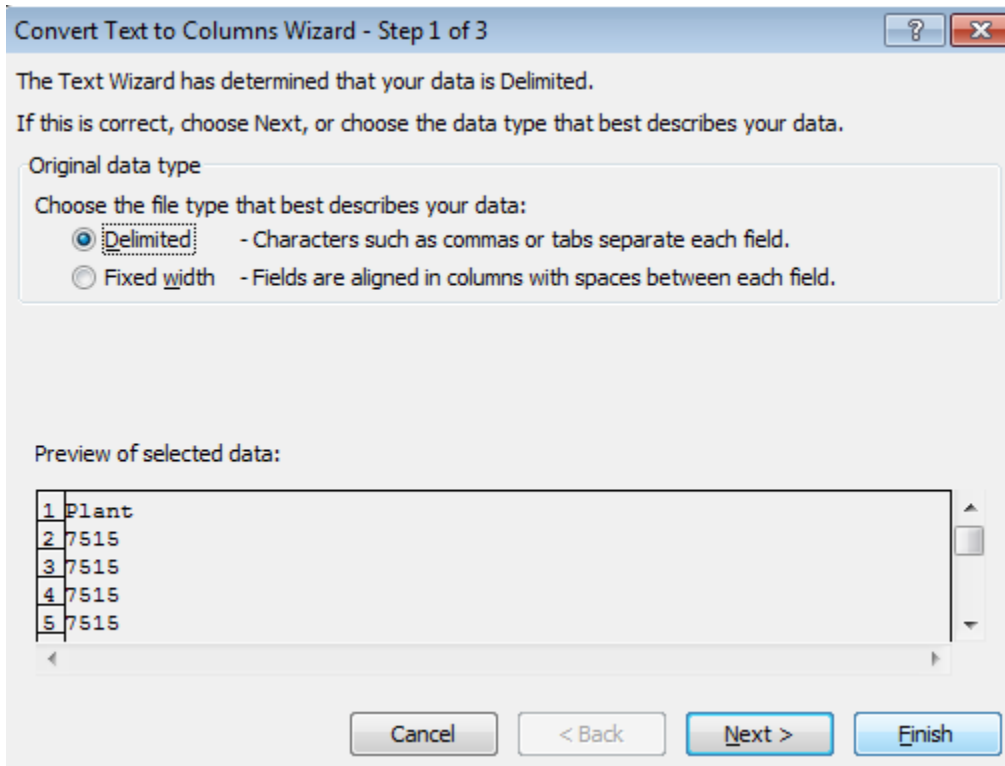 Convert Text to Columns Wizard - Step 1 of 3
The Text Wizard has determined that your data is Delimited.
If this is correct, choose Next, or choose the data type that best describes your data.
Original data type
Choose the file type that best describes your data:
Delimited - Characters such as commas or tabs separate each field.
Fixed width - Fields are aligned in columns with spaces between each field.
Preview of selected data:
1 Plant
2 7515
3 7515
4 7515
5 7515
Cancel < Back Next > Finish